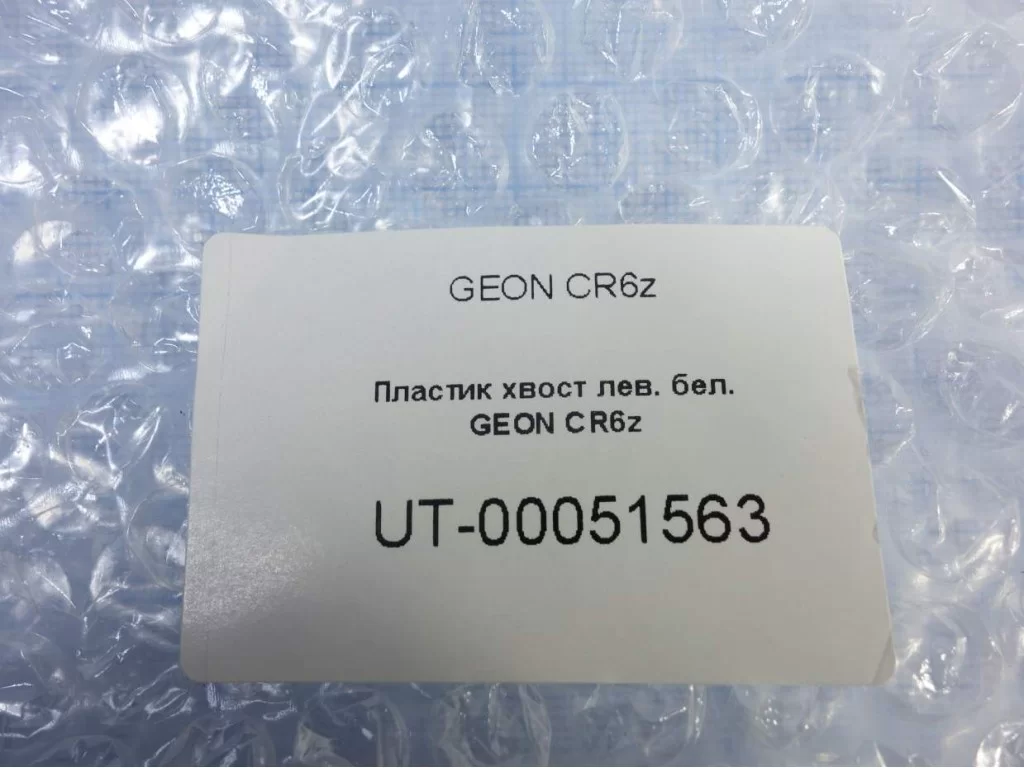 GEON CR6z
Пластик хвост лев. бел.
GEON CR6z
UT-00051563